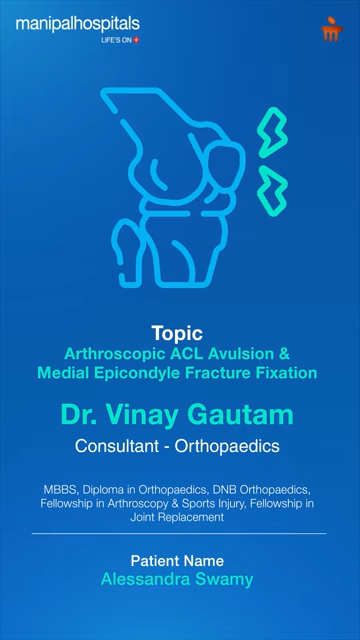 manipalhospitals
LIFE'S ON
Topic
Arthroscopic ACL Avulsion &
Medial Epicondyle Fracture Fixation
Dr. Vinay Gautam
Consultant - Orthopaedics
MBBS, Diploma in Orthopaedics, DNB Orthopaedics,
Fellowship in Arthroscopy & Sports Injury, Fellowship in
Joint Replacement
Patient Name
Alessandra Swamy